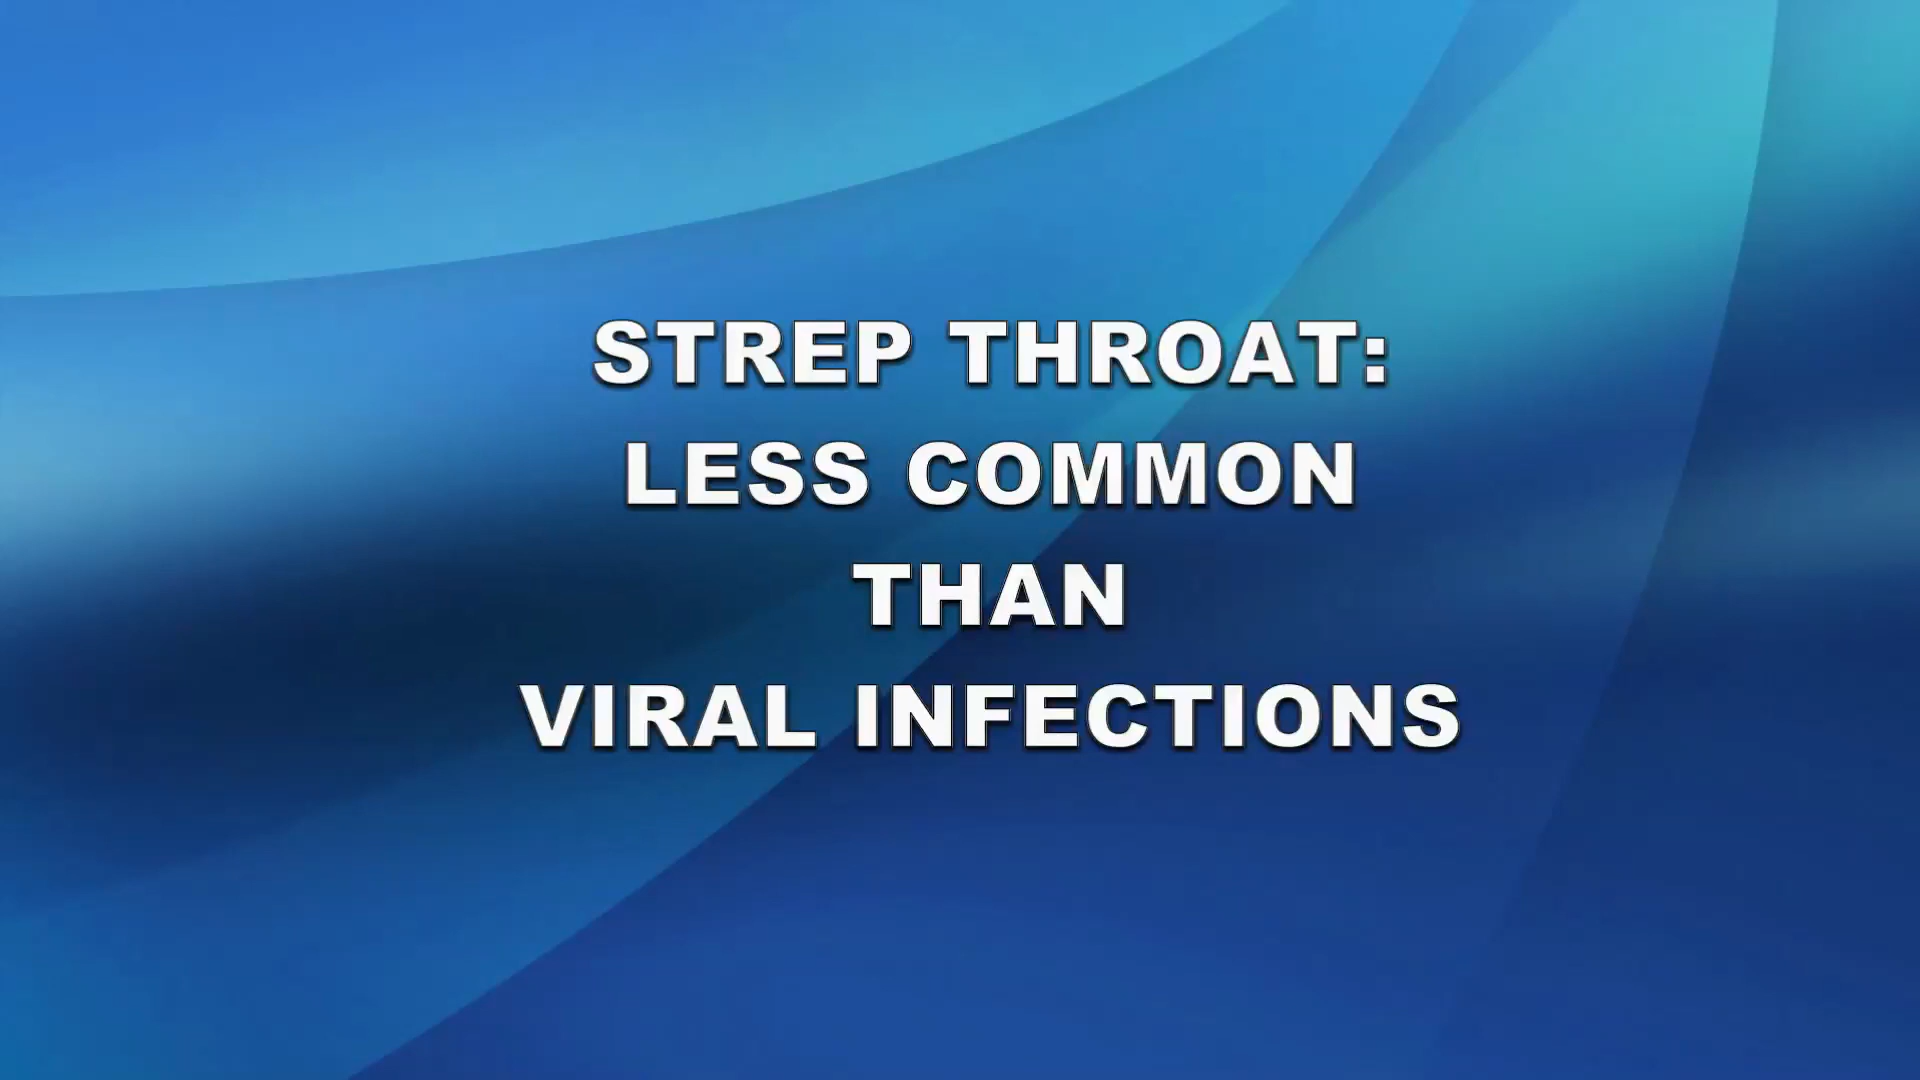 STREP THROAT:
LESS COMMON
THAN
VIRAL INFECTIONS